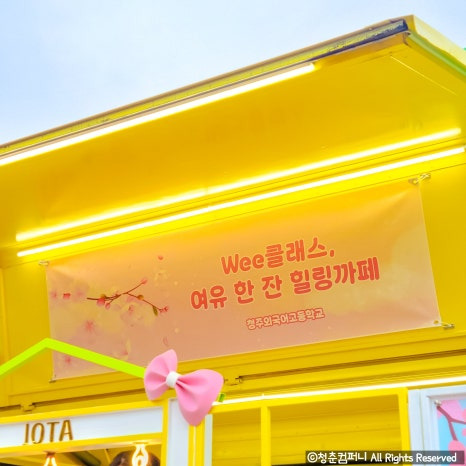 Wee클래스,
여유 한 잔 힐링까페
청주외국어고등학교
IOTA
©청춘컴퍼니 All Rights Reserved